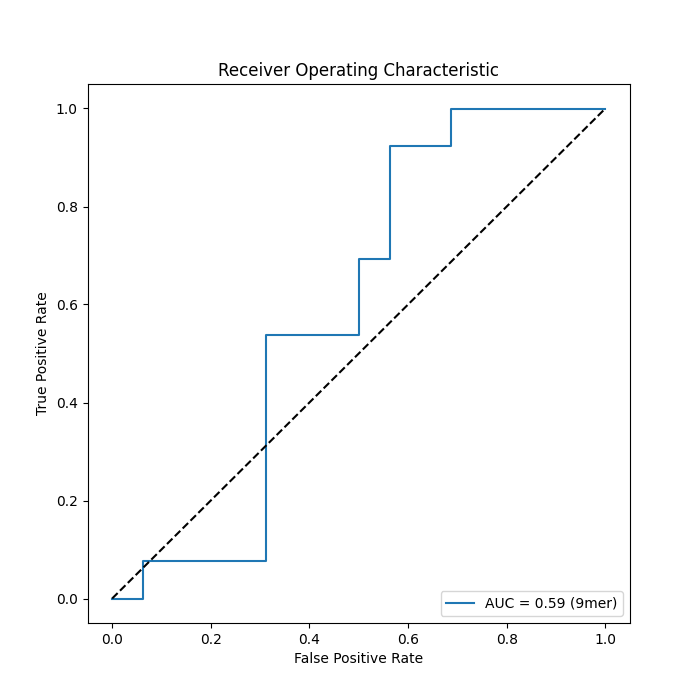 Receiver Operating Characteristic
1.0
0.8
0.6
0.4
0.2
0.0
True Positive Rate
AUC = 0.59 (9mer)
0.0 0.2 0.4 0.6 0.8 1.0
False Positive Rate